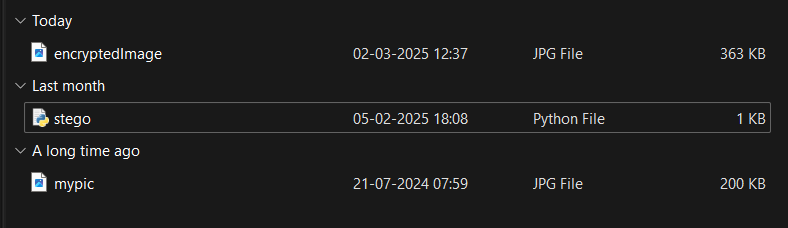 Today
encryptedImage 02-03-2025 12:37 JPG File 363 KB
Last month
stego 05-02-2025 18:08 Python File 1 KB
A long time ago
mypic 21-07-2024 07:59 JPG File 200 KB